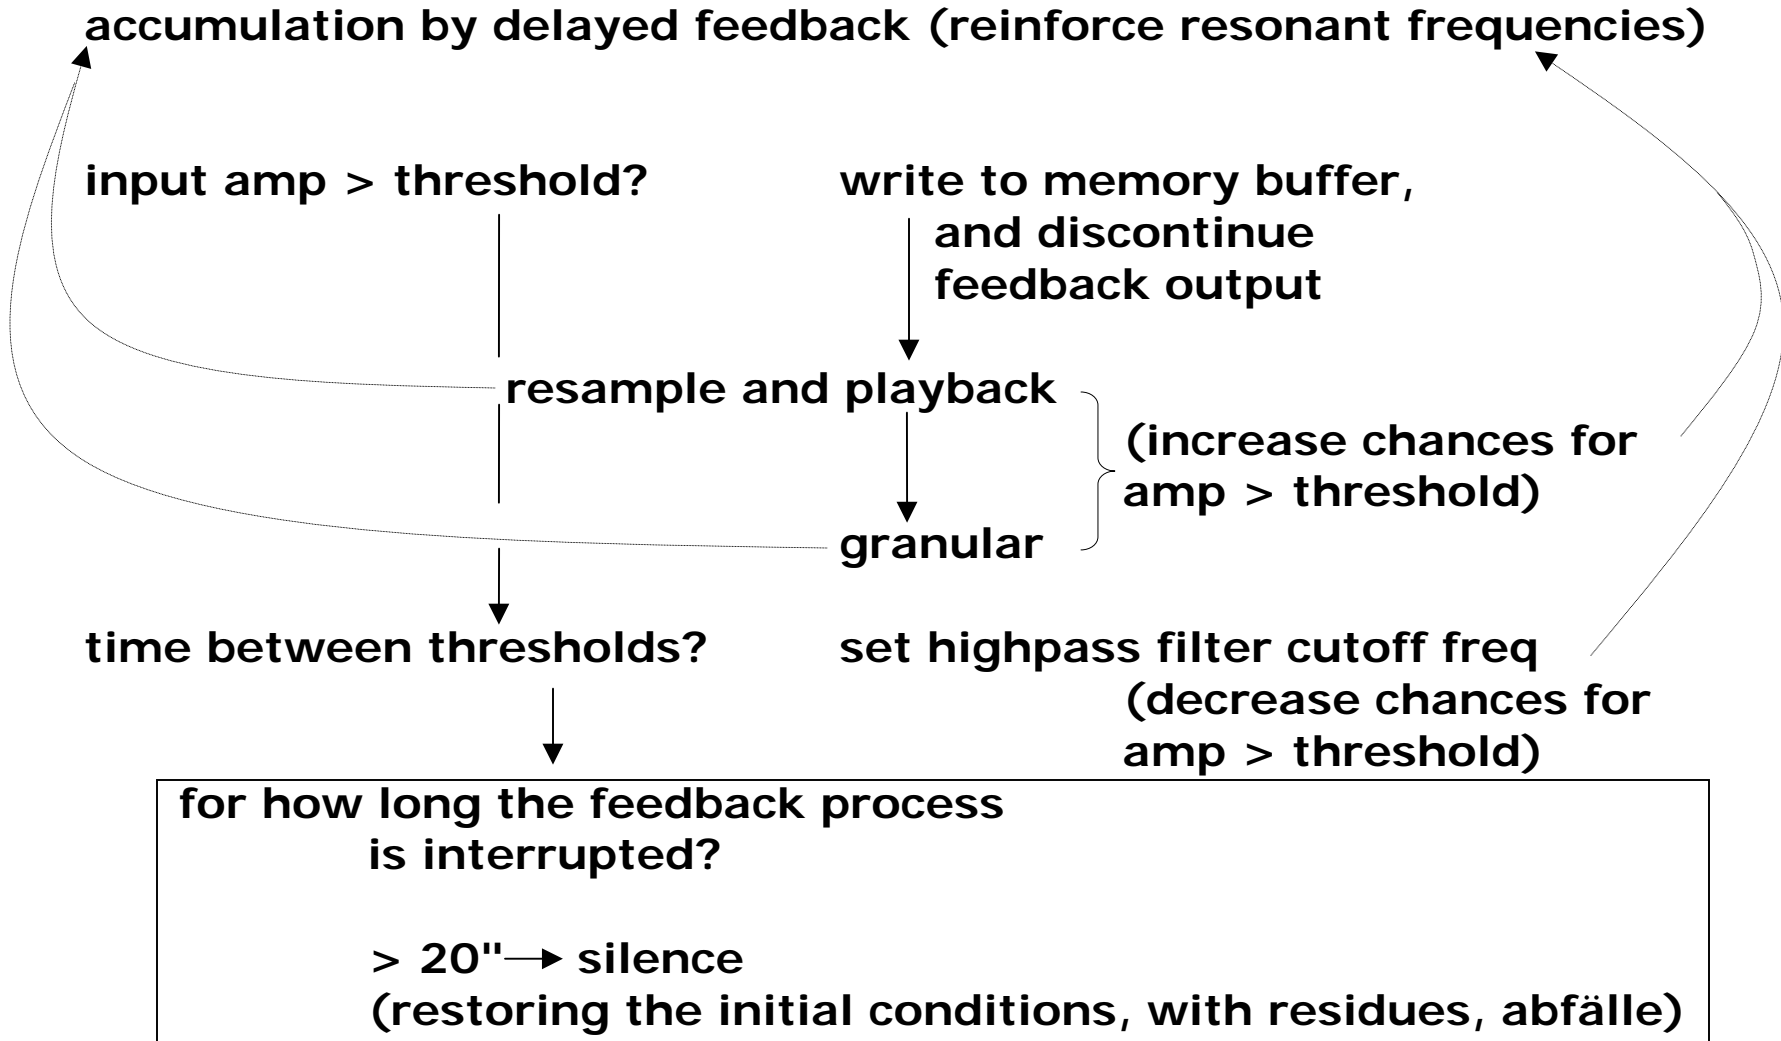 accumulation by delayed feedback (reinforce resonant frequencies)
input amp > threshold?
write to memory buffer,
and discontinue
feedback output
resample and playback
(increase chances for
amp > threshold)
granular
time between thresholds?
set highpass filter cutoff freq
(decrease chances for
amp > threshold)
for how long the feedback process
is interrupted?
> 20" → silence
(restoring the initial conditions, with residues, abfälle)